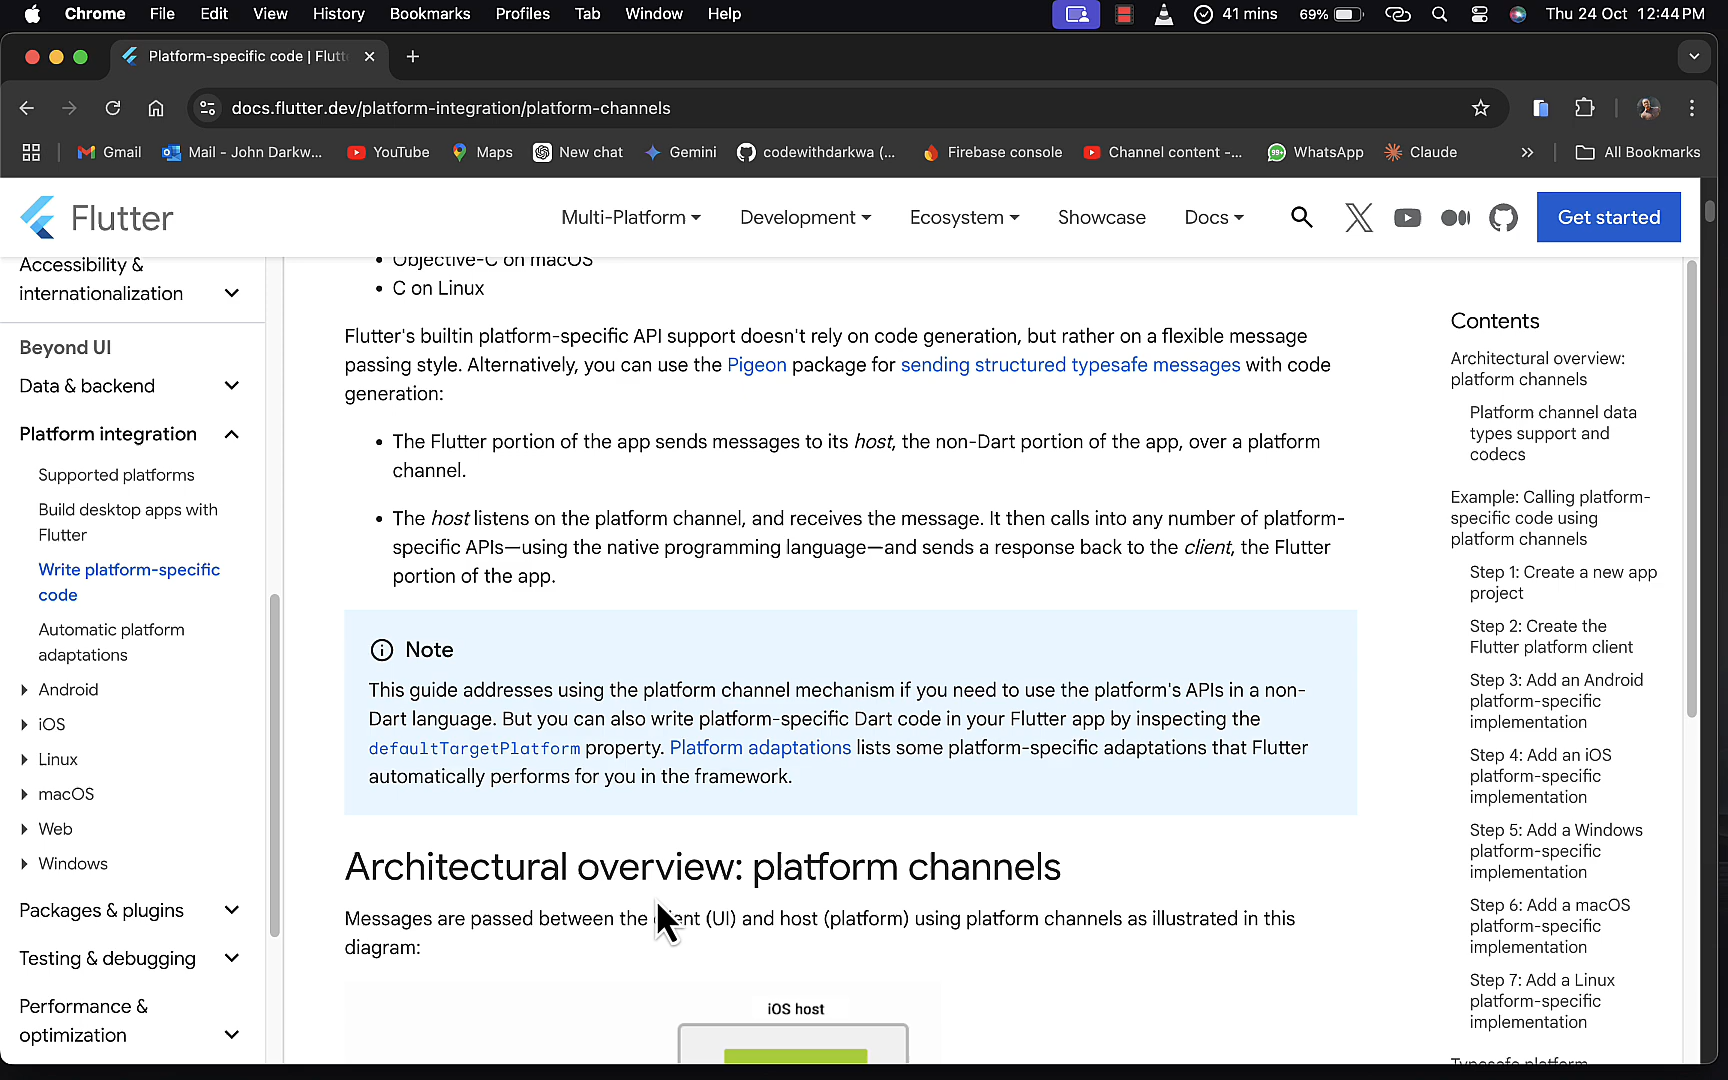 Chrome File Edit View History Bookmarks Profiles Tab Window Help 41 mins 69% Thu 24 Oct 12:44 PM
Platform-specific code | Flutt
docs.flutter.dev/platform-integration/platform-channels
Gmail Mail - John Darkw... YouTube Maps New chat Gemini codewithdarkwa (... Firebase console Channel content -... 99+ WhatsApp Claude » All Bookmarks
Flutter Multi-Platform Development Ecosystem Showcase Docs Get started
Accessibility &
internationalization
Beyond UI
Data & backend
Platform integration
Supported platforms
Build desktop apps with
Flutter
Write platform-specific
code
Automatic platform
adaptations
Android
iOS
Linux
macOS
Web
Windows
Packages & plugins
Testing & debugging
Performance &
optimization
• Objective-C on macOS
• C on Linux
Flutter's builtin platform-specific API support doesn't rely on code generation, but rather on a flexible message
passing style. Alternatively, you can use the Pigeon package for sending structured typesafe messages with code
generation:
• The Flutter portion of the app sends messages to its host, the non-Dart portion of the app, over a platform
channel.
• The host listens on the platform channel, and receives the message. It then calls into any number of platform-
specific APIs—using the native programming language—and sends a response back to the client, the Flutter
portion of the app.
Note
This guide addresses using the platform channel mechanism if you need to use the platform's APIs in a non-
Dart language. But you can also write platform-specific Dart code in your Flutter app by inspecting the
defaultTargetPlatform property. Platform adaptations lists some platform-specific adaptations that Flutter
automatically performs for you in the framework.
Architectural overview: platform channels
Messages are passed between the client (UI) and host (platform) using platform channels as illustrated in this
diagram:
iOS host
Contents
Architectural overview:
platform channels
Platform channel data
types support and
codecs
Example: Calling platform-
specific code using
platform channels
Step 1: Create a new app
project
Step 2: Create the
Flutter platform client
Step 3: Add an Android
platform-specific
implementation
Step 4: Add an iOS
platform-specific
implementation
Step 5: Add a Windows
platform-specific
implementation
Step 6: Add a macOS
platform-specific
implementation
Step 7: Add a Linux
platform-specific
implementation
Typesafe platform